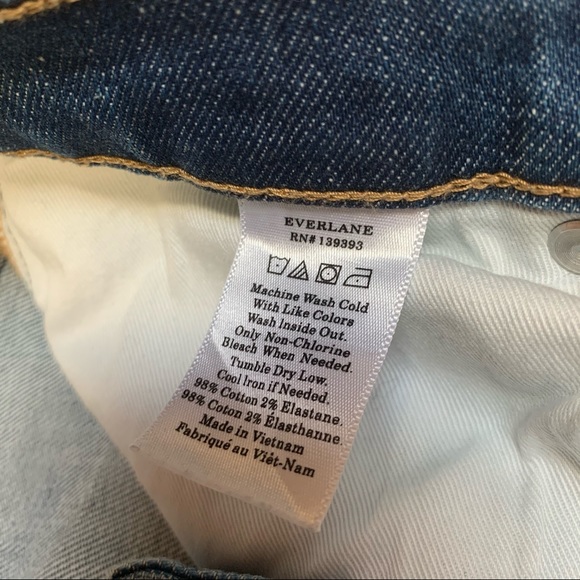 EVERLANE
RN# 139393
Machine Wash Cold
With Like Colors
Wash Inside Out.
Only Non-Chlorine
Bleach When Needed.
Tumble Dry Low.
Cool Iron if Needed.
98% Cotton 2% Elastane.
98% Coton 2% Élasthanne.
Made in Vietnam
Fabriqué au Viêt-Nam